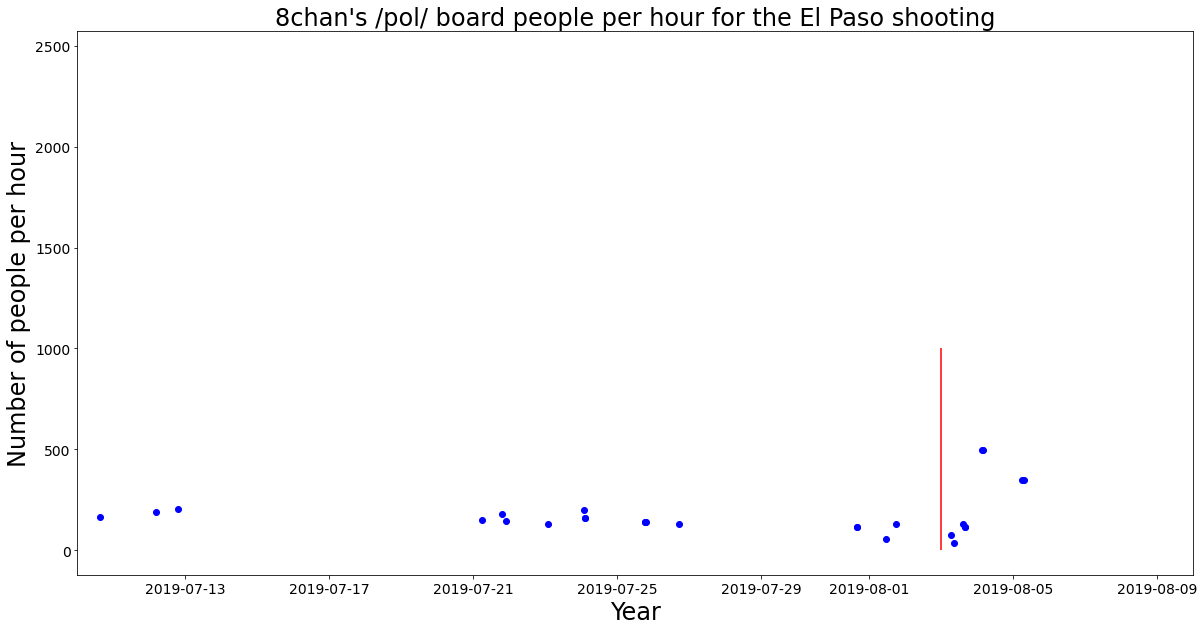 8chan's /pol/ board people per hour for the El Paso shooting
Number of people per hour
2500
2000
1500
1000
500
0
2019-07-13 2019-07-17 2019-07-21 2019-07-25 2019-07-29 2019-08-01 2019-08-05 2019-08-09
Year